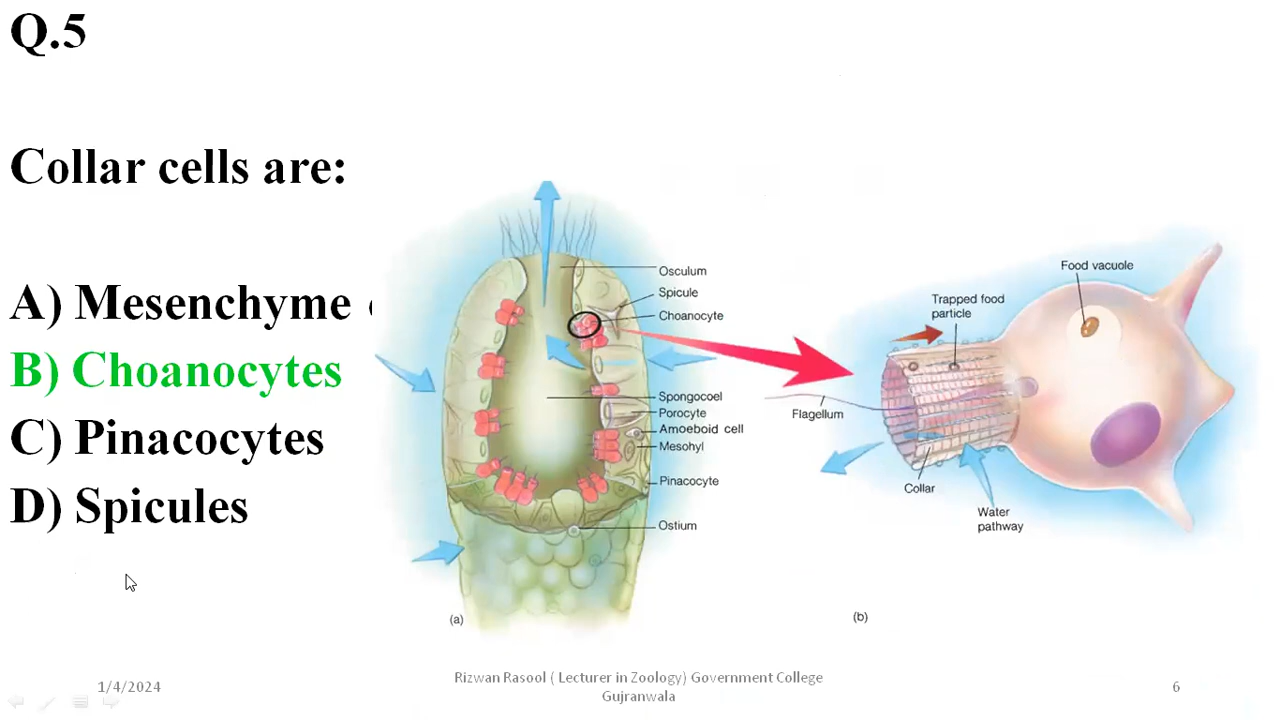 Q.5
Collar cells are:
A) Mesenchyme
B) Choanocytes
C) Pinacocytes
D) Spicules
Osculum
Spicule
Choanocyte
Spongocoel
Porocyte
Amoeboid cell
Mesohyl
Pinacocyte
Ostium
(a)
Food vacuole
Trapped food
particle
Flagellum
Collar
Water
pathway
(b)
1/4/2024
Rizwan Rasool ( Lecturer in Zoology) Government College
Gujranwala
6